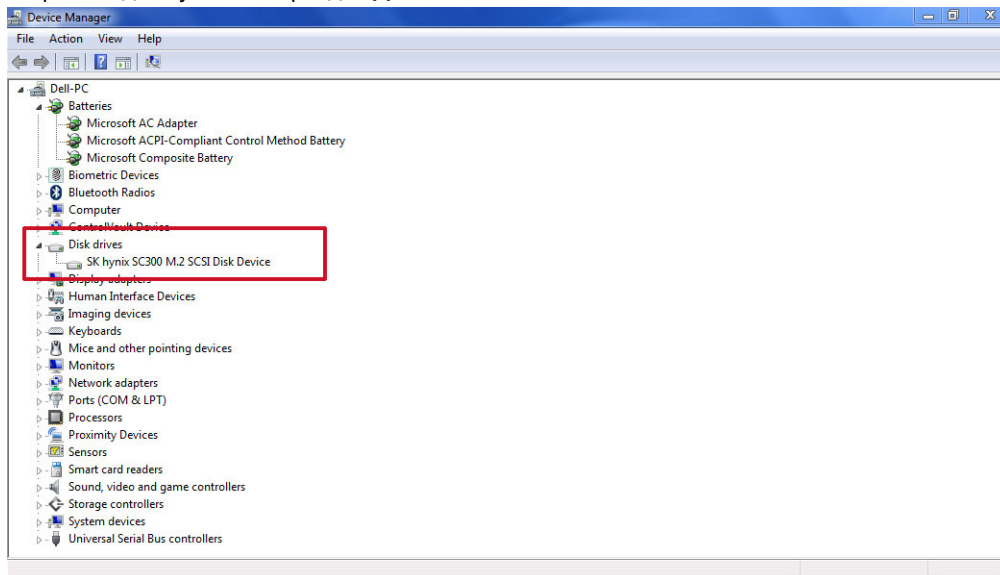 Device Manager
File Action View Help
Dell-PC
Batteries
Microsoft AC Adapter
Microsoft ACPI-Compliant Control Method Battery
Microsoft Composite Battery
Biometric Devices
Bluetooth Radios
Computer
ControlVault Device
Disk drives
SK hynix SC300 M.2 SCSI Disk Device
Display adapters
Human Interface Devices
Imaging devices
Keyboards
Mice and other pointing devices
Monitors
Network adapters
Ports (COM & LPT)
Processors
Proximity Devices
Sensors
Smart card readers
Sound, video and game controllers
Storage controllers
System devices
Universal Serial Bus controllers